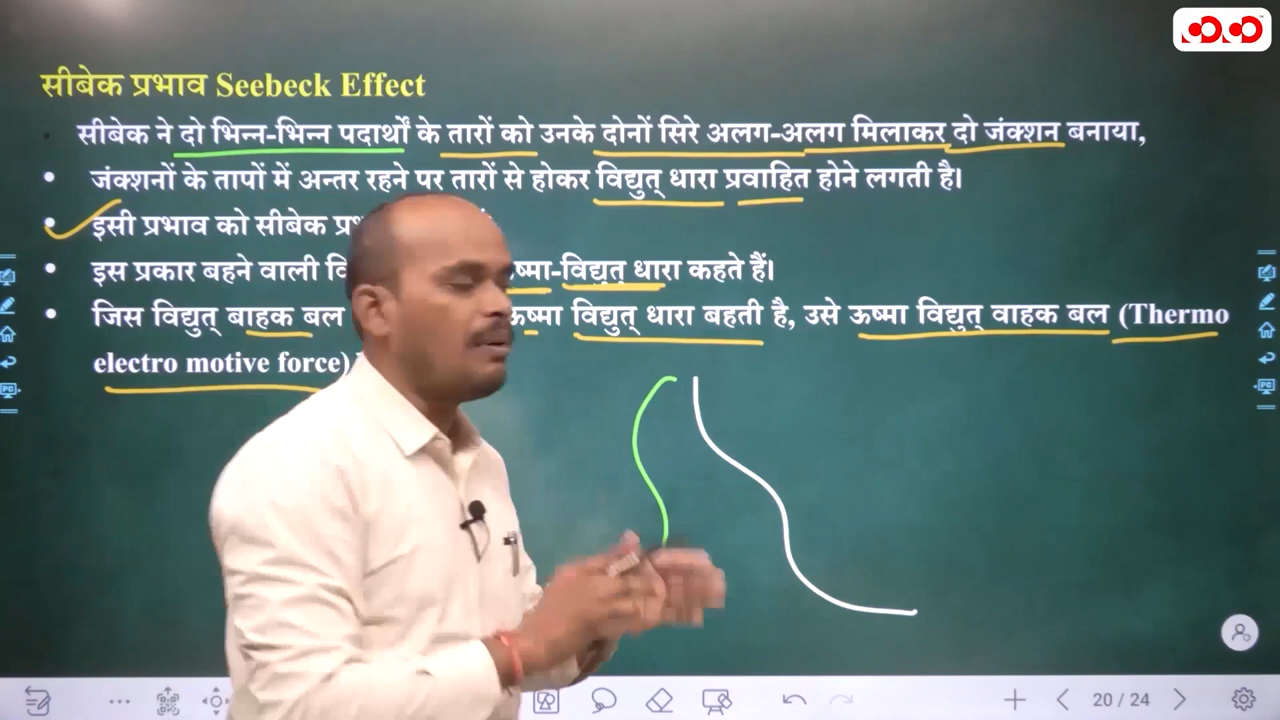 सीबेक प्रभाव Seebeck Effect
सीबेक ने दो भिन्न-भिन्न पदार्थों के तारों को उनके दोनों सिरे अलग-अलग मिलाकर दो जंक्शन बनाया,
• जंक्शनों के तापों में अन्तर रहने पर तारों से होकर विद्युत् धारा प्रवाहित होने लगती है।
• इसी प्रभाव को सीबेक
• इस प्रकार बहने वाली विद्युत् धारा कहते हैं।
• जिस विद्युत् बाहक बल विद्युत् धारा बहती है, उसे ऊष्मा विद्युत् वाहक बल (Thermo
electro motive force)
20 / 24